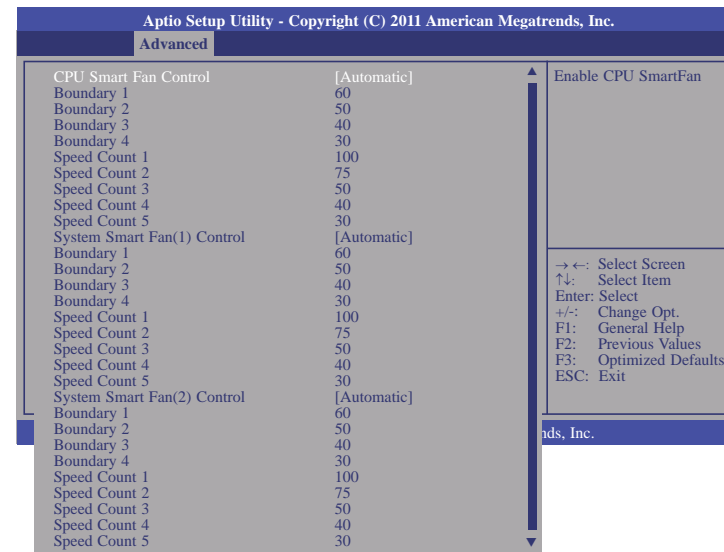 Aptio Setup Utility - Copyright (C) 2011 American Megatrends, Inc.
Advanced
CPU Smart Fan Control [Automatic]
Boundary 1 60
Boundary 2 50
Boundary 3 40
Boundary 4 30
Speed Count 1 100
Speed Count 2 75
Speed Count 3 50
Speed Count 4 40
Speed Count 5 30
System Smart Fan(1) Control [Automatic]
Boundary 1 60
Boundary 2 50
Boundary 3 40
Boundary 4 30
Speed Count 1 100
Speed Count 2 75
Speed Count 3 50
Speed Count 4 40
Speed Count 5 30
System Smart Fan(2) Control [Automatic]
Boundary 1 60
Boundary 2 50
Boundary 3 40
Boundary 4 30
Speed Count 1 100
Speed Count 2 75
Speed Count 3 50
Speed Count 4 40
Speed Count 5 30
Enable CPU SmartFan
→←: Select Screen
↑↓: Select Item
Enter: Select
+/-: Change Opt.
F1: General Help
F2: Previous Values
F3: Optimized Defaults
ESC: Exit
nds, Inc.